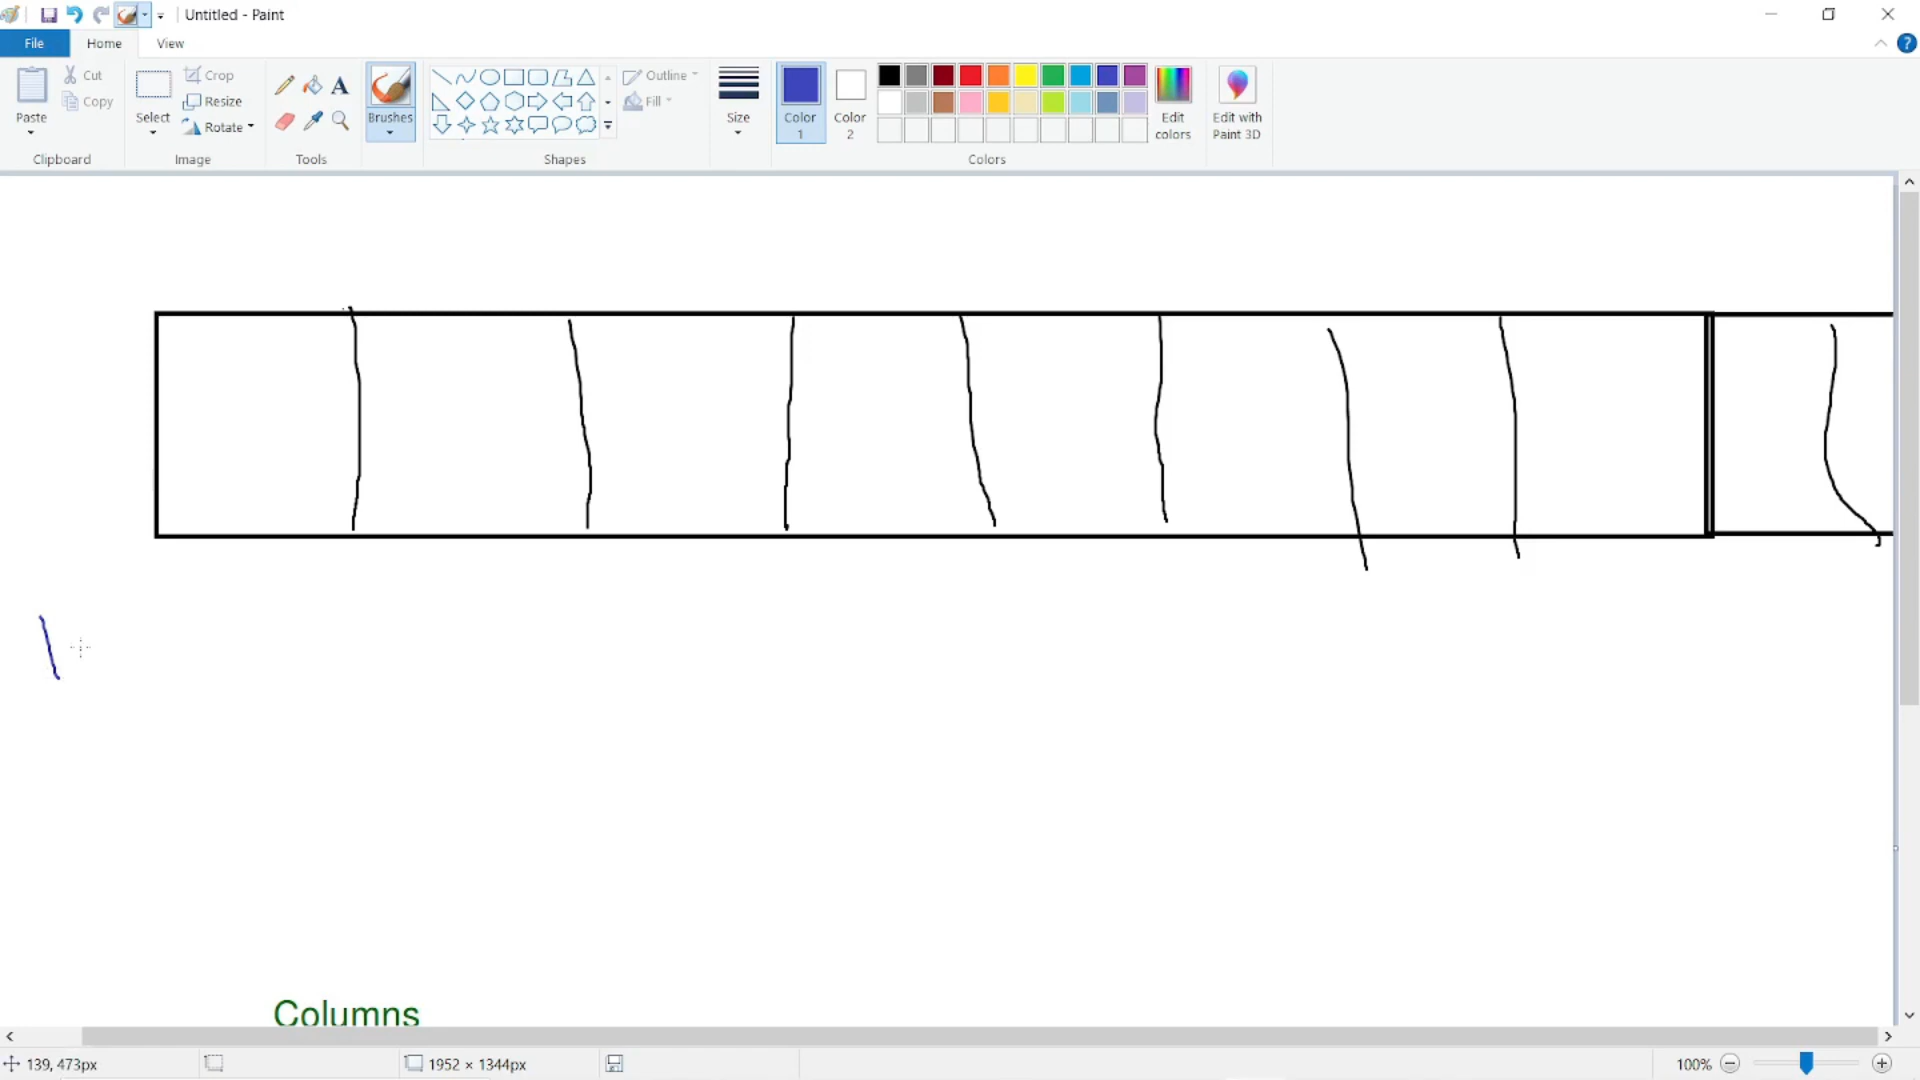 Untitled - Paint
File Home View
Paste
Cut
Copy
Clipboard
Select
Crop
Resize
Rotate
Image
Tools
Brushes
Shapes
Outline
Fill
Size
Color 1
Color 2
Edit colors
Colors
Edit with Paint 3D
Columns
139, 473px
1952 × 1344px
100%